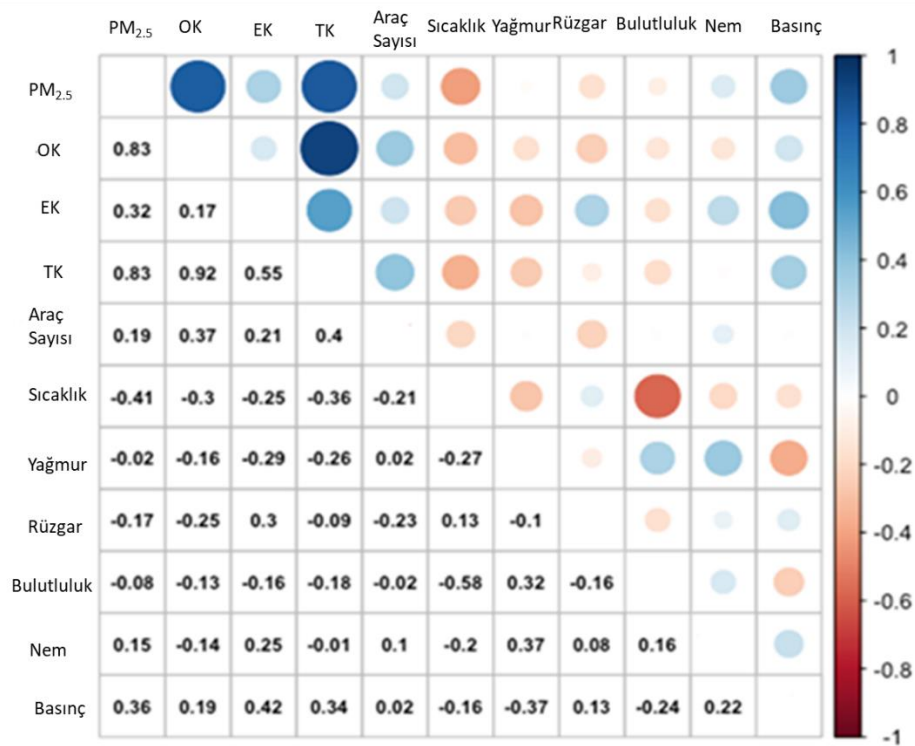 PM2.5 OK EK TK Araç Sayısı Sıcaklık Yağmur Rüzgar Bulutluluk Nem Basınç
PM2.5
OK 0.83
EK 0.32 0.17
TK 0.83 0.92 0.55
Araç Sayısı 0.19 0.37 0.21 0.4
Sıcaklık -0.41 -0.3 -0.25 -0.36 -0.21
Yağmur -0.02 -0.16 -0.29 -0.26 0.02 -0.27
Rüzgar -0.17 -0.25 0.3 -0.09 -0.23 0.13 -0.1
Bulutluluk -0.08 -0.13 -0.16 -0.18 -0.02 -0.58 0.32 -0.16
Nem 0.15 -0.14 0.25 -0.01 0.1 -0.2 0.37 0.08 0.16
Basınç 0.36 0.19 0.42 0.34 0.02 -0.16 -0.37 0.13 -0.24 0.22
1
0.8
0.6
0.4
0.2
0
-0.2
-0.4
-0.6
-0.8
-1